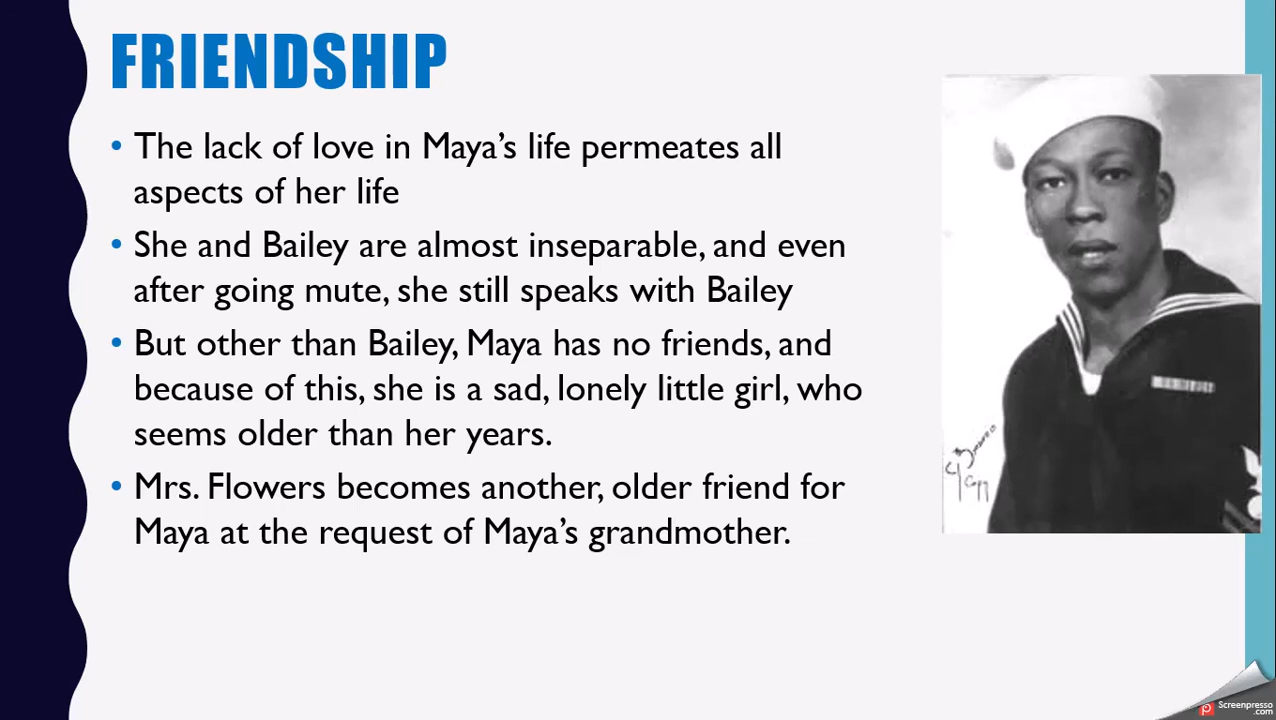 FRIENDSHIP
• The lack of love in Maya’s life permeates all
aspects of her life
• She and Bailey are almost inseparable, and even
after going mute, she still speaks with Bailey
• But other than Bailey, Maya has no friends, and
because of this, she is a sad, lonely little girl, who
seems older than her years.
• Mrs. Flowers becomes another, older friend for
Maya at the request of Maya’s grandmother.
Screenpresso
.com